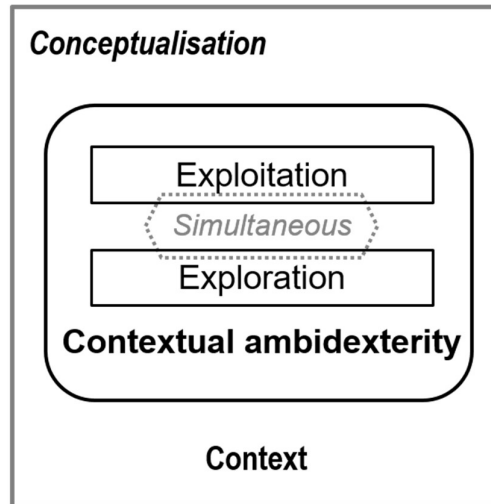 Conceptualisation
Exploitation
Simultaneous
Exploration
Contextual ambidexterity
Context